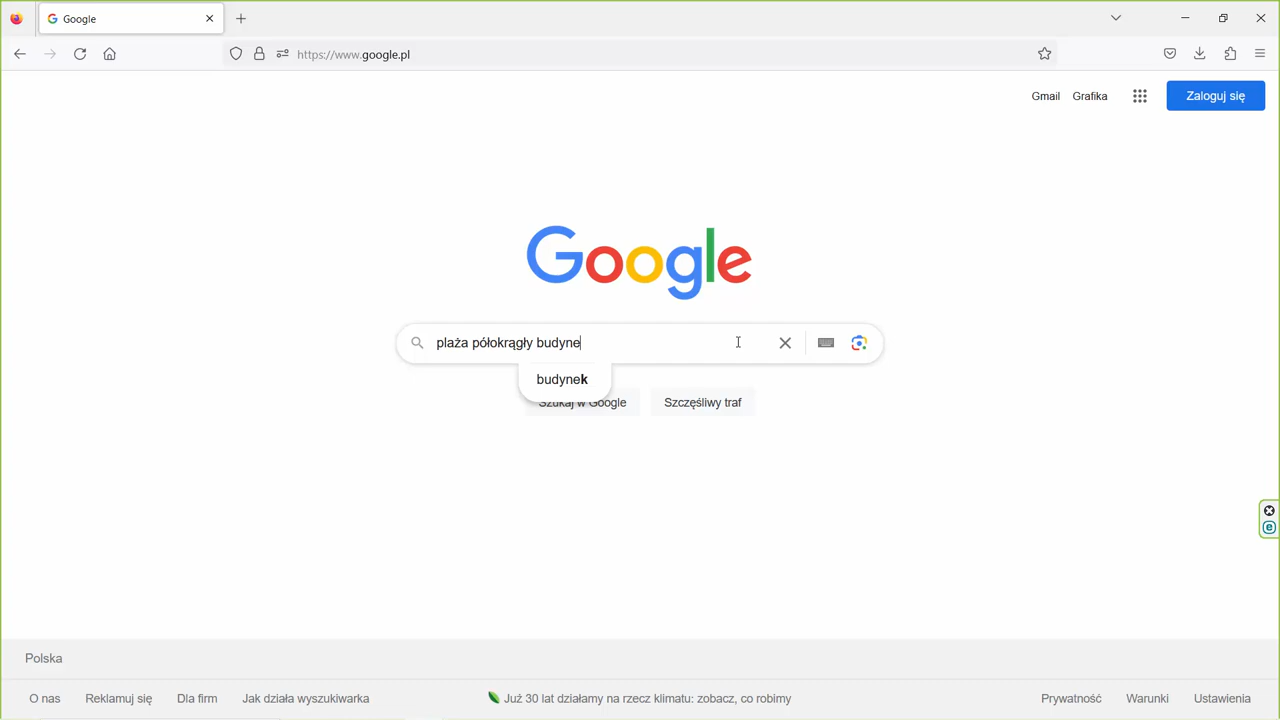 Google
https://www.google.pl
Gmail
Grafika
Zaloguj się
Google
plaża półokrągły budyne
budynek
Szukaj w Google
Szczęśliwy traf
Polska
O nas
Reklamuj się
Dla firm
Jak działa wyszukiwarka
Już 30 lat działamy na rzecz klimatu: zobacz, co robimy
Prywatność
Warunki
Ustawienia